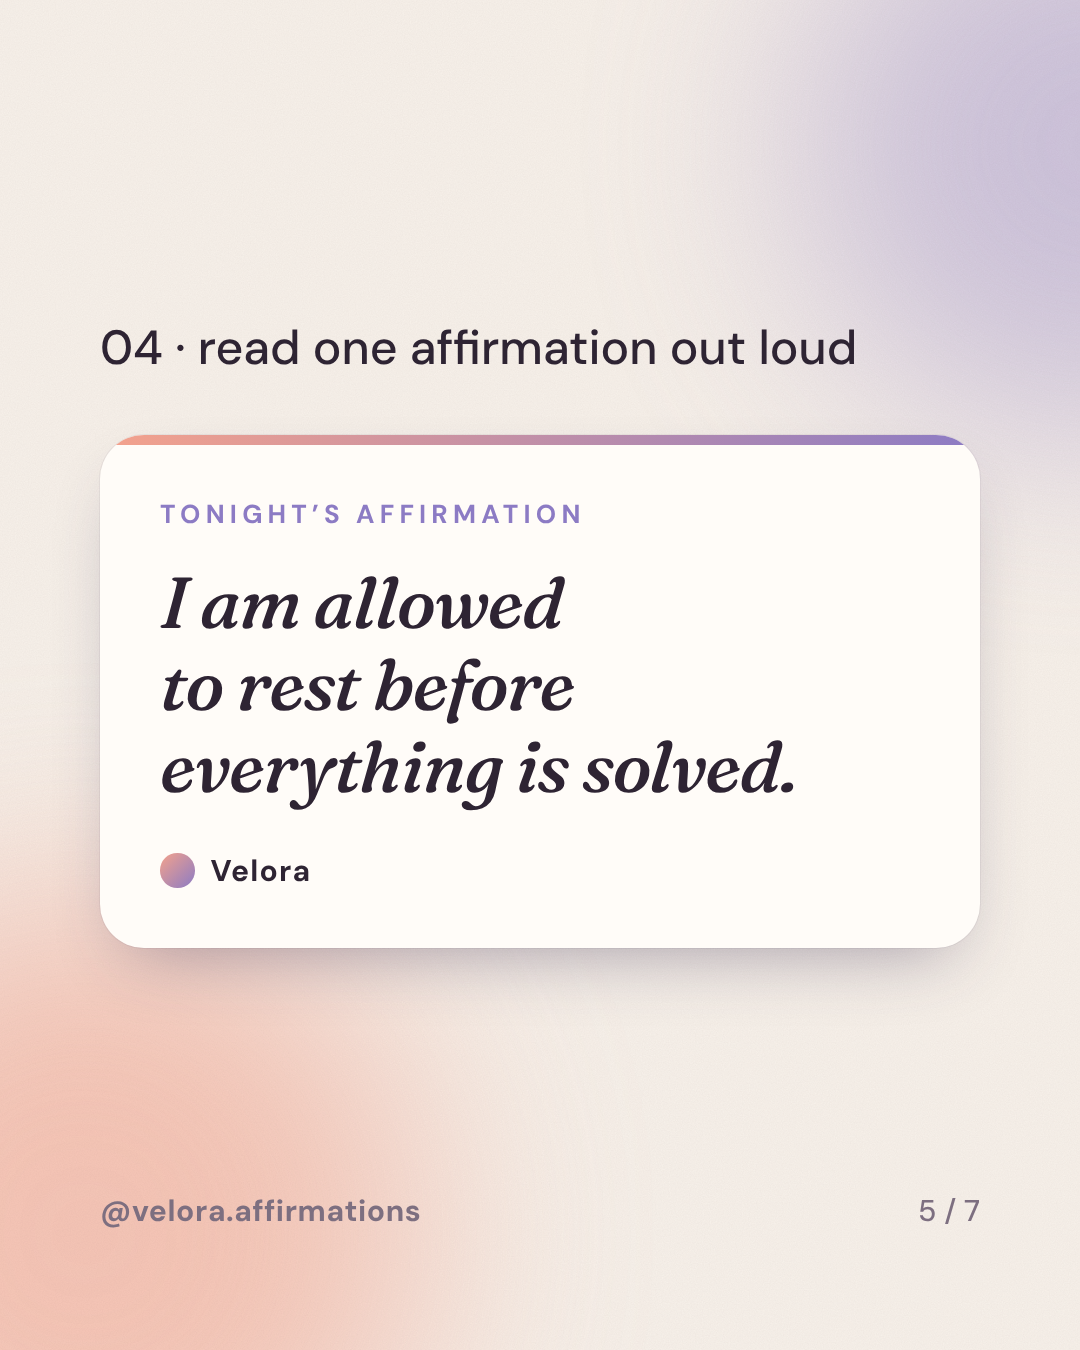 04 · read one affirmation out loud
TONIGHT’S AFFIRMATION
I am allowed
to rest before
everything is solved.
Velora
@velora.affirmations
5 / 7